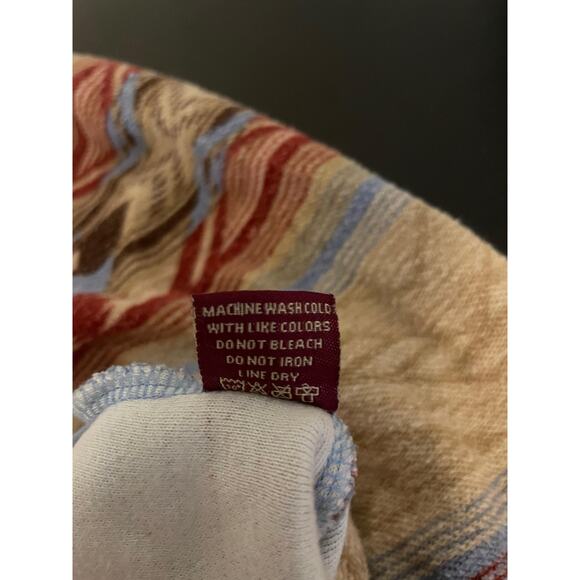 MACHINE WASH COLD
WITH LIKE COLORS
DO NOT BLEACH
DO NOT IRON
LINE DRY